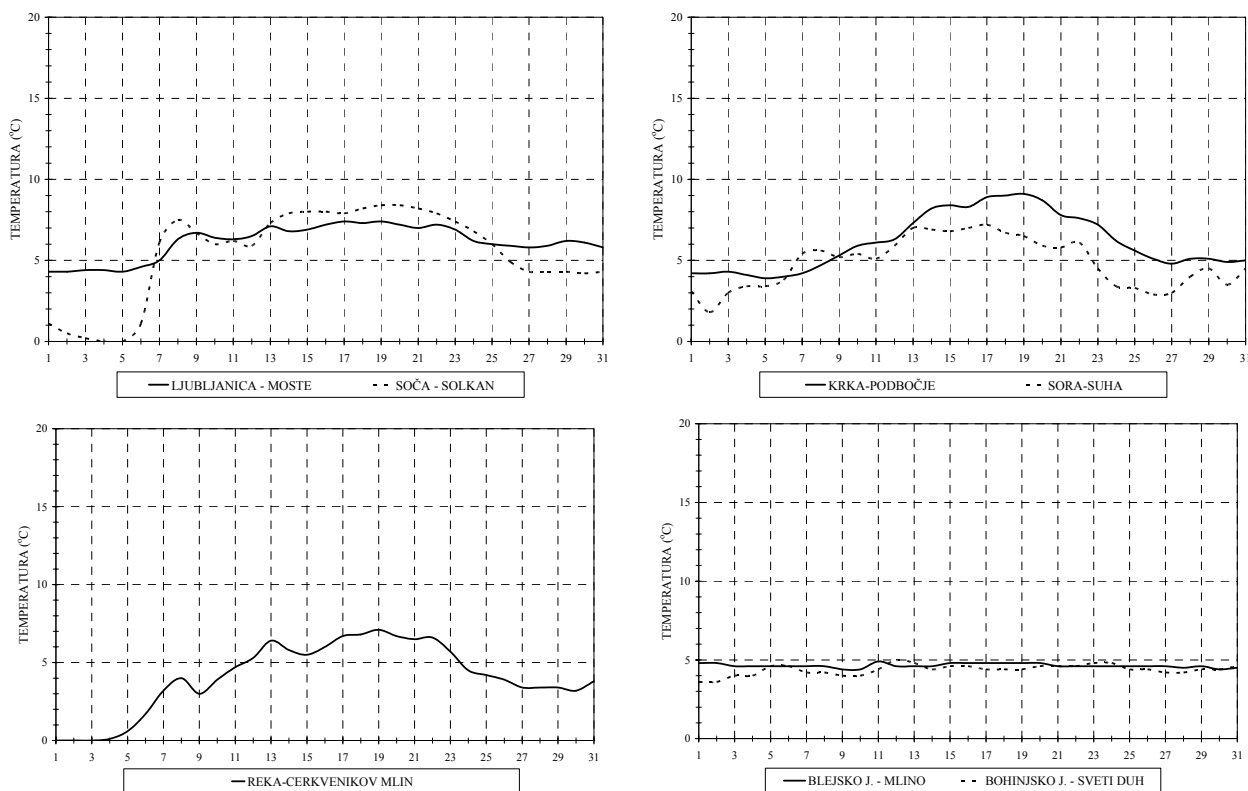 20
15
10
5
0
TEMPERATURA (°C)
1 3 5 7 9 11 13 15 17 19 21 23 25 27 29 31
LJUBLJANICA - MOSTE SOČA - SOLKAN
20
15
10
5
0
TEMPERATURA (°C)
1 3 5 7 9 11 13 15 17 19 21 23 25 27 29 31
KRKA-PODBOČJE SORA-SUHA
20
15
10
5
0
TEMPERATURA (°C)
1 3 5 7 9 11 13 15 17 19 21 23 25 27 29 31
REKA-CERKVENIKOV MLIN
20
15
10
5
0
TEMPERATURA (°C)
1 3 5 7 9 11 13 15 17 19 21 23 25 27 29 31
BLEJSKO J. - MLINO BOHINJSKO J. - SVETI DUH